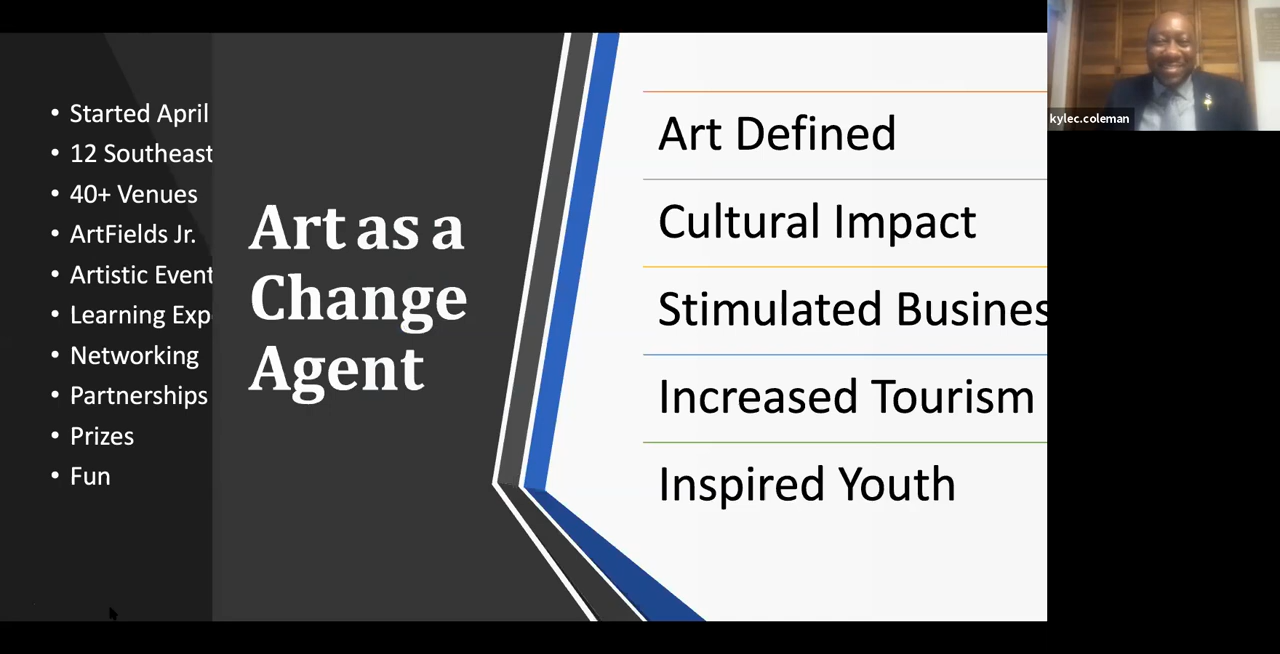 Started April
12 Southeast
40+ Venues
ArtFields Jr.
Artistic Event
Learning Exp
Networking
Partnerships
Prizes
Fun
Art as a
Change
Agent
Art Defined
Cultural Impact
Stimulated Busines
Increased Tourism
Inspired Youth
kylec.coleman